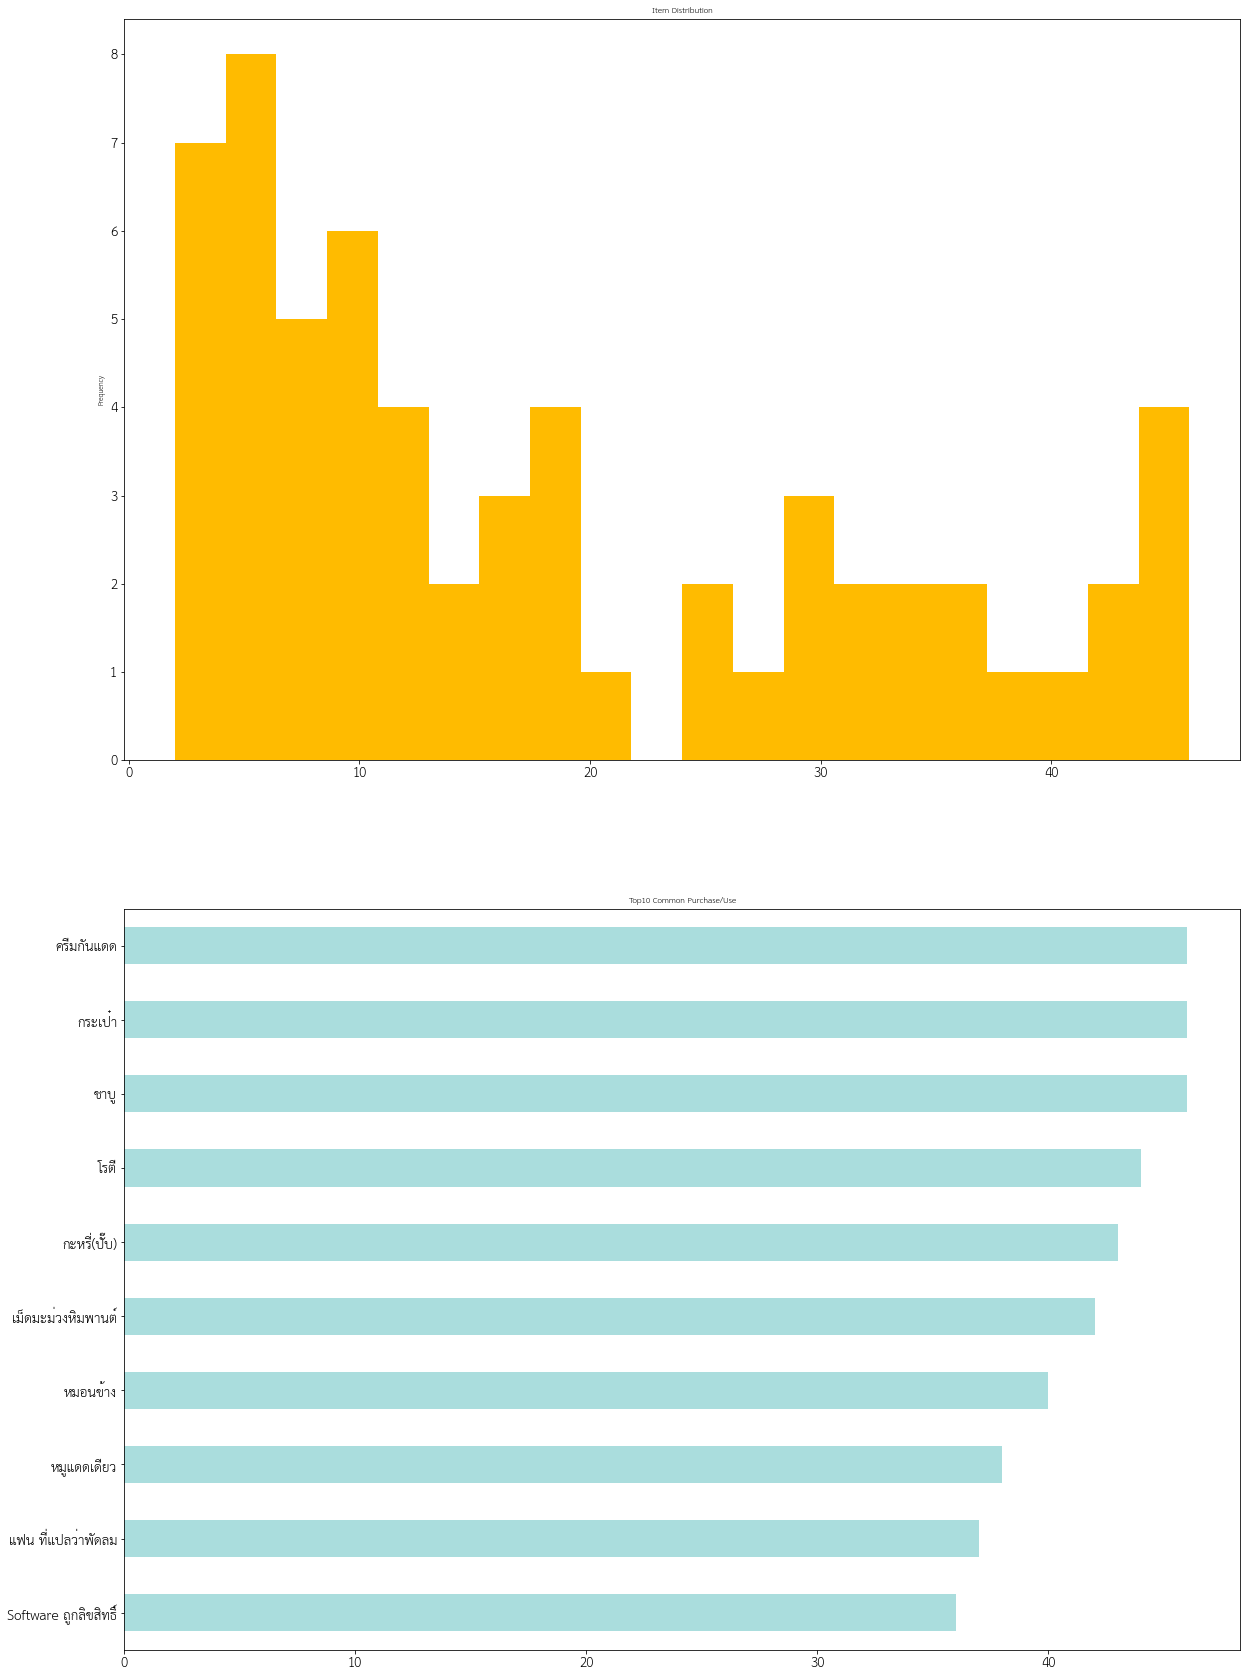 Item Distribution
8
7
6
5
Frequency
4
3
2
1
0
0 10 20 30 40
Top10 Common Purchase/Use
ครีมกันแดด
กระเป๋า
ชาบู
โรตี
กะหรี่(ปั๊บ)
เม็ดมะม่วงหิมพานต์
หมอนข้าง
หมูแดดเดียว
แฟน ที่แปลว่าพัดลม
Software ถูกลิขสิทธิ์
0 10 20 30 40